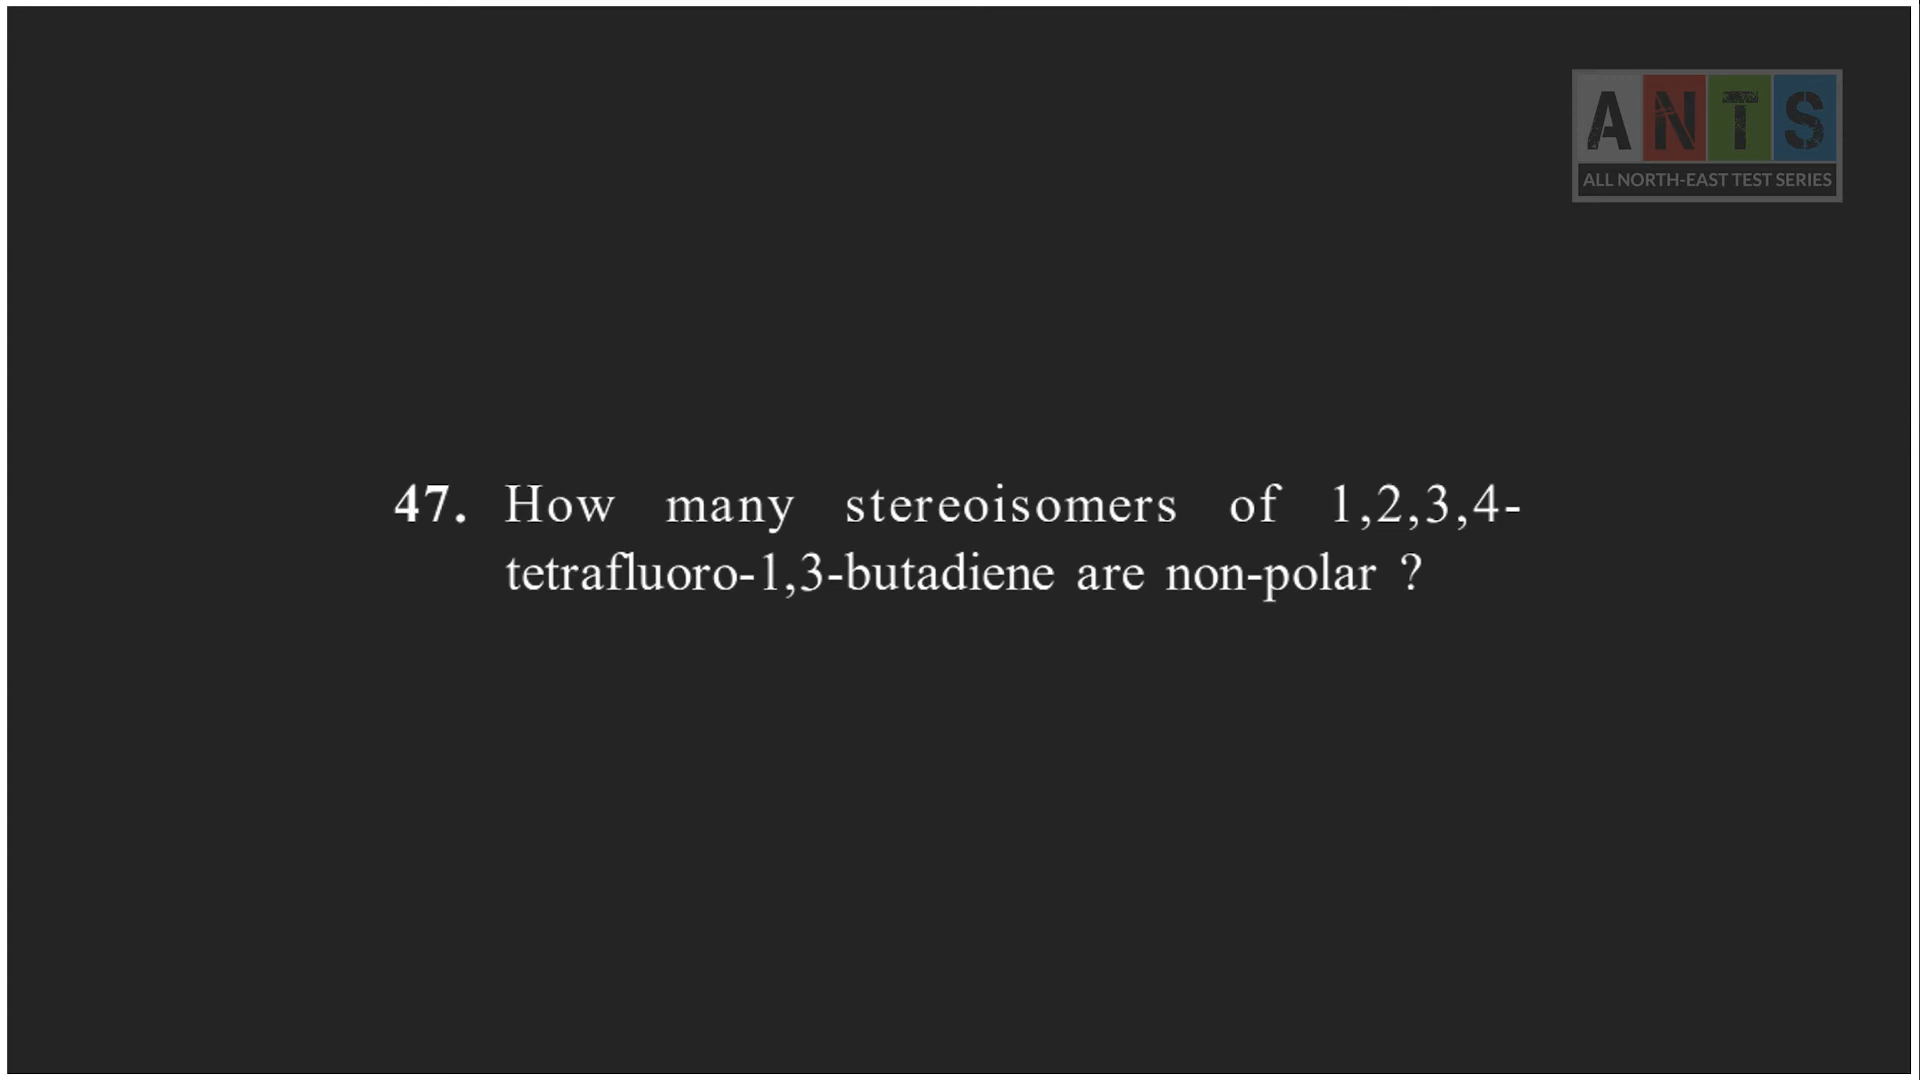 ANTS
ALL NORTH-EAST TEST SERIES
47. How many stereoisomers of 1,2,3,4-
tetrafluoro-1,3-butadiene are non-polar ?